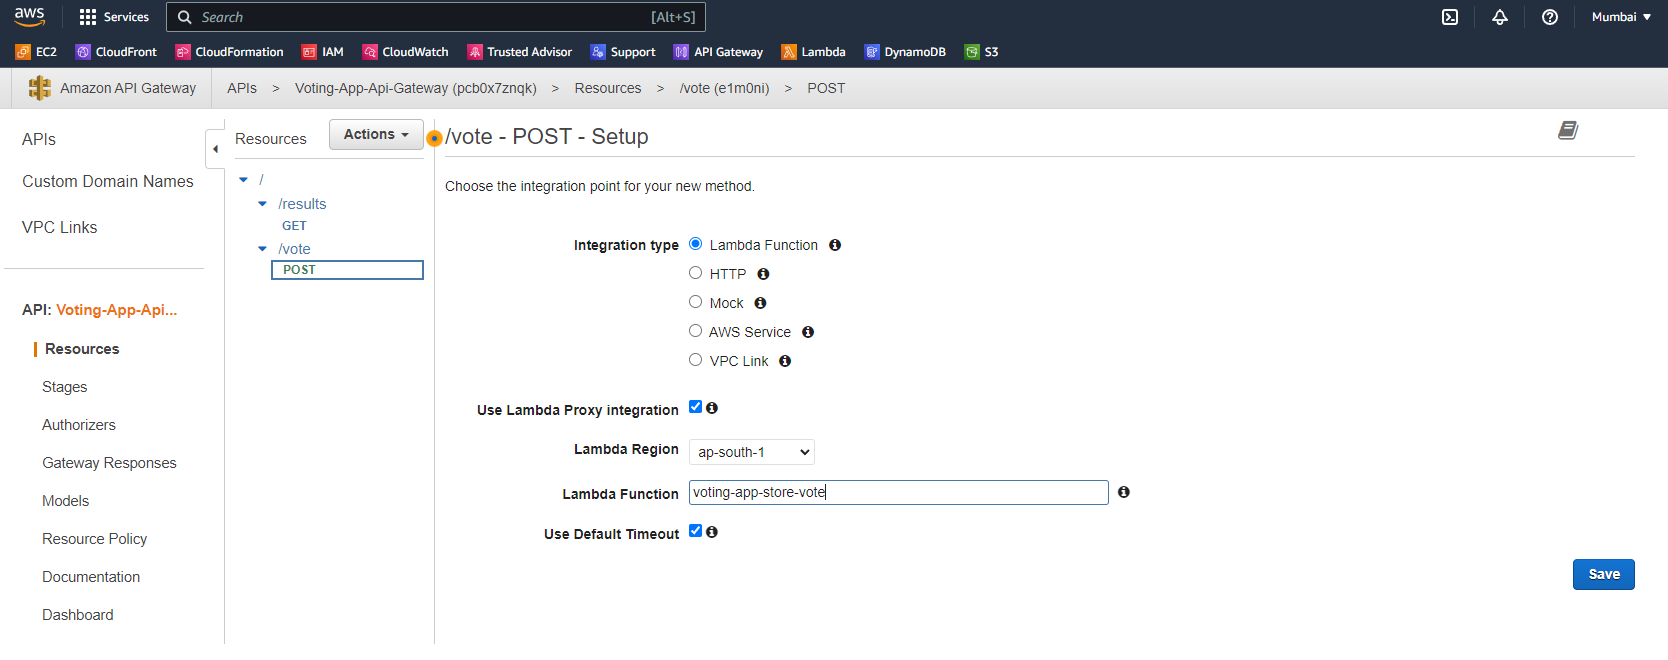 aws Services Search [Alt+S] Mumbai
EC2 CloudFront CloudFormation IAM CloudWatch Trusted Advisor Support API Gateway Lambda DynamoDB S3
Amazon API Gateway APIs > Voting-App-Api-Gateway (pcb0x7znqk) > Resources > /vote (e1m0ni) > POST
APIs
Custom Domain Names
VPC Links
API: Voting-App-Api...
Resources
Stages
Authorizers
Gateway Responses
Models
Resource Policy
Documentation
Dashboard
Resources Actions
/
/results
GET
/vote
POST
/vote - POST - Setup
Choose the integration point for your new method.
Integration type Lambda Function
HTTP
Mock
AWS Service
VPC Link
Use Lambda Proxy integration
Lambda Region ap-south-1
Lambda Function voting-app-store-vote
Use Default Timeout
Save